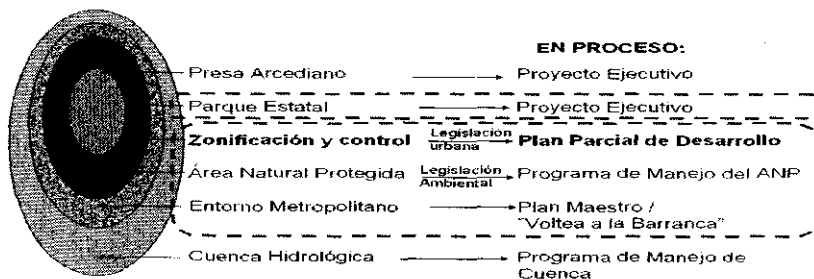 EN PROCESO:
Presa Arcediano Proyecto Ejecutivo
Parque Estatal Proyecto Ejecutivo
Zonificación y control Legislación urbana Plan Parcial de Desarrollo
Área Natural Protegida Legislación Ambiental Programa de Manejo del ANP
Entorno Metropolitano Plan Maestro /
"Voltea a la Barranca"
Cuenca Hidrológica Programa de Manejo de
Cuenca